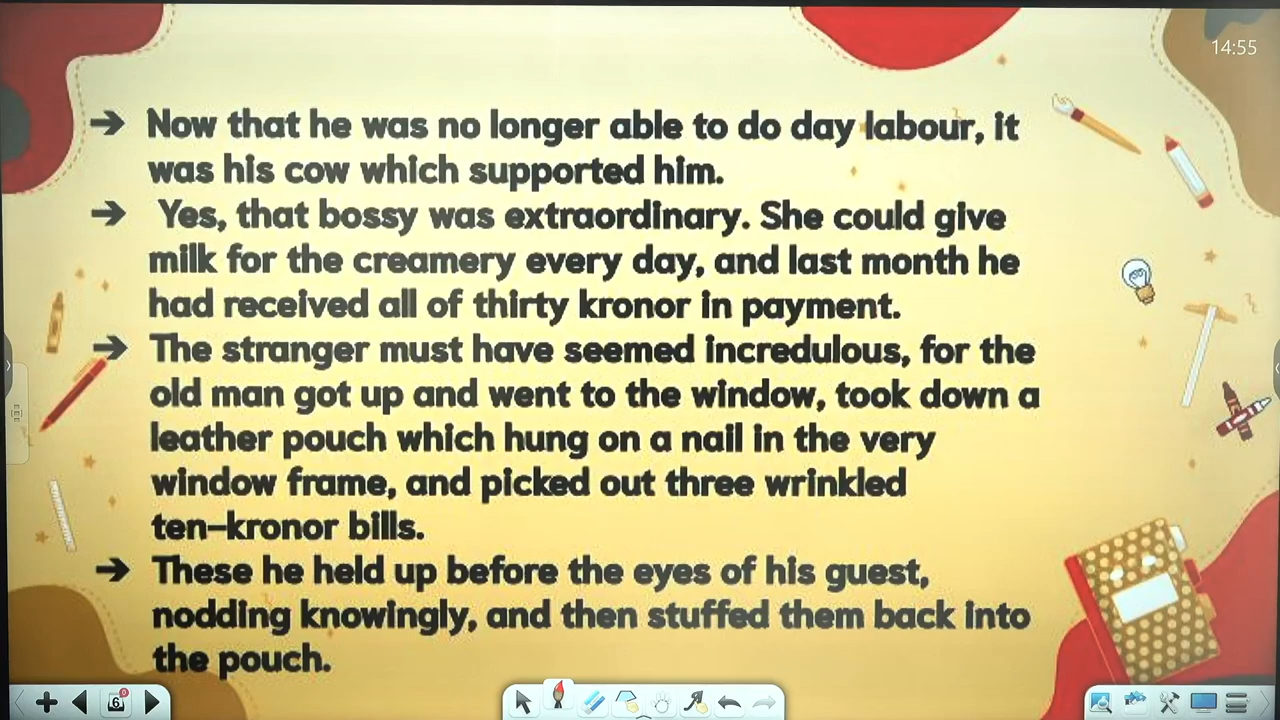 14:55
→ Now that he was no longer able to do day labour, it
was his cow which supported him.
→ Yes, that bossy was extraordinary. She could give
milk for the creamery every day, and last month he
had received all of thirty kronor in payment.
→ The stranger must have seemed incredulous, for the
old man got up and went to the window, took down a
leather pouch which hung on a nail in the very
window frame, and picked out three wrinkled
ten–kronor bills.
→ These he held up before the eyes of his guest,
nodding knowingly, and then stuffed them back into
the pouch.
6